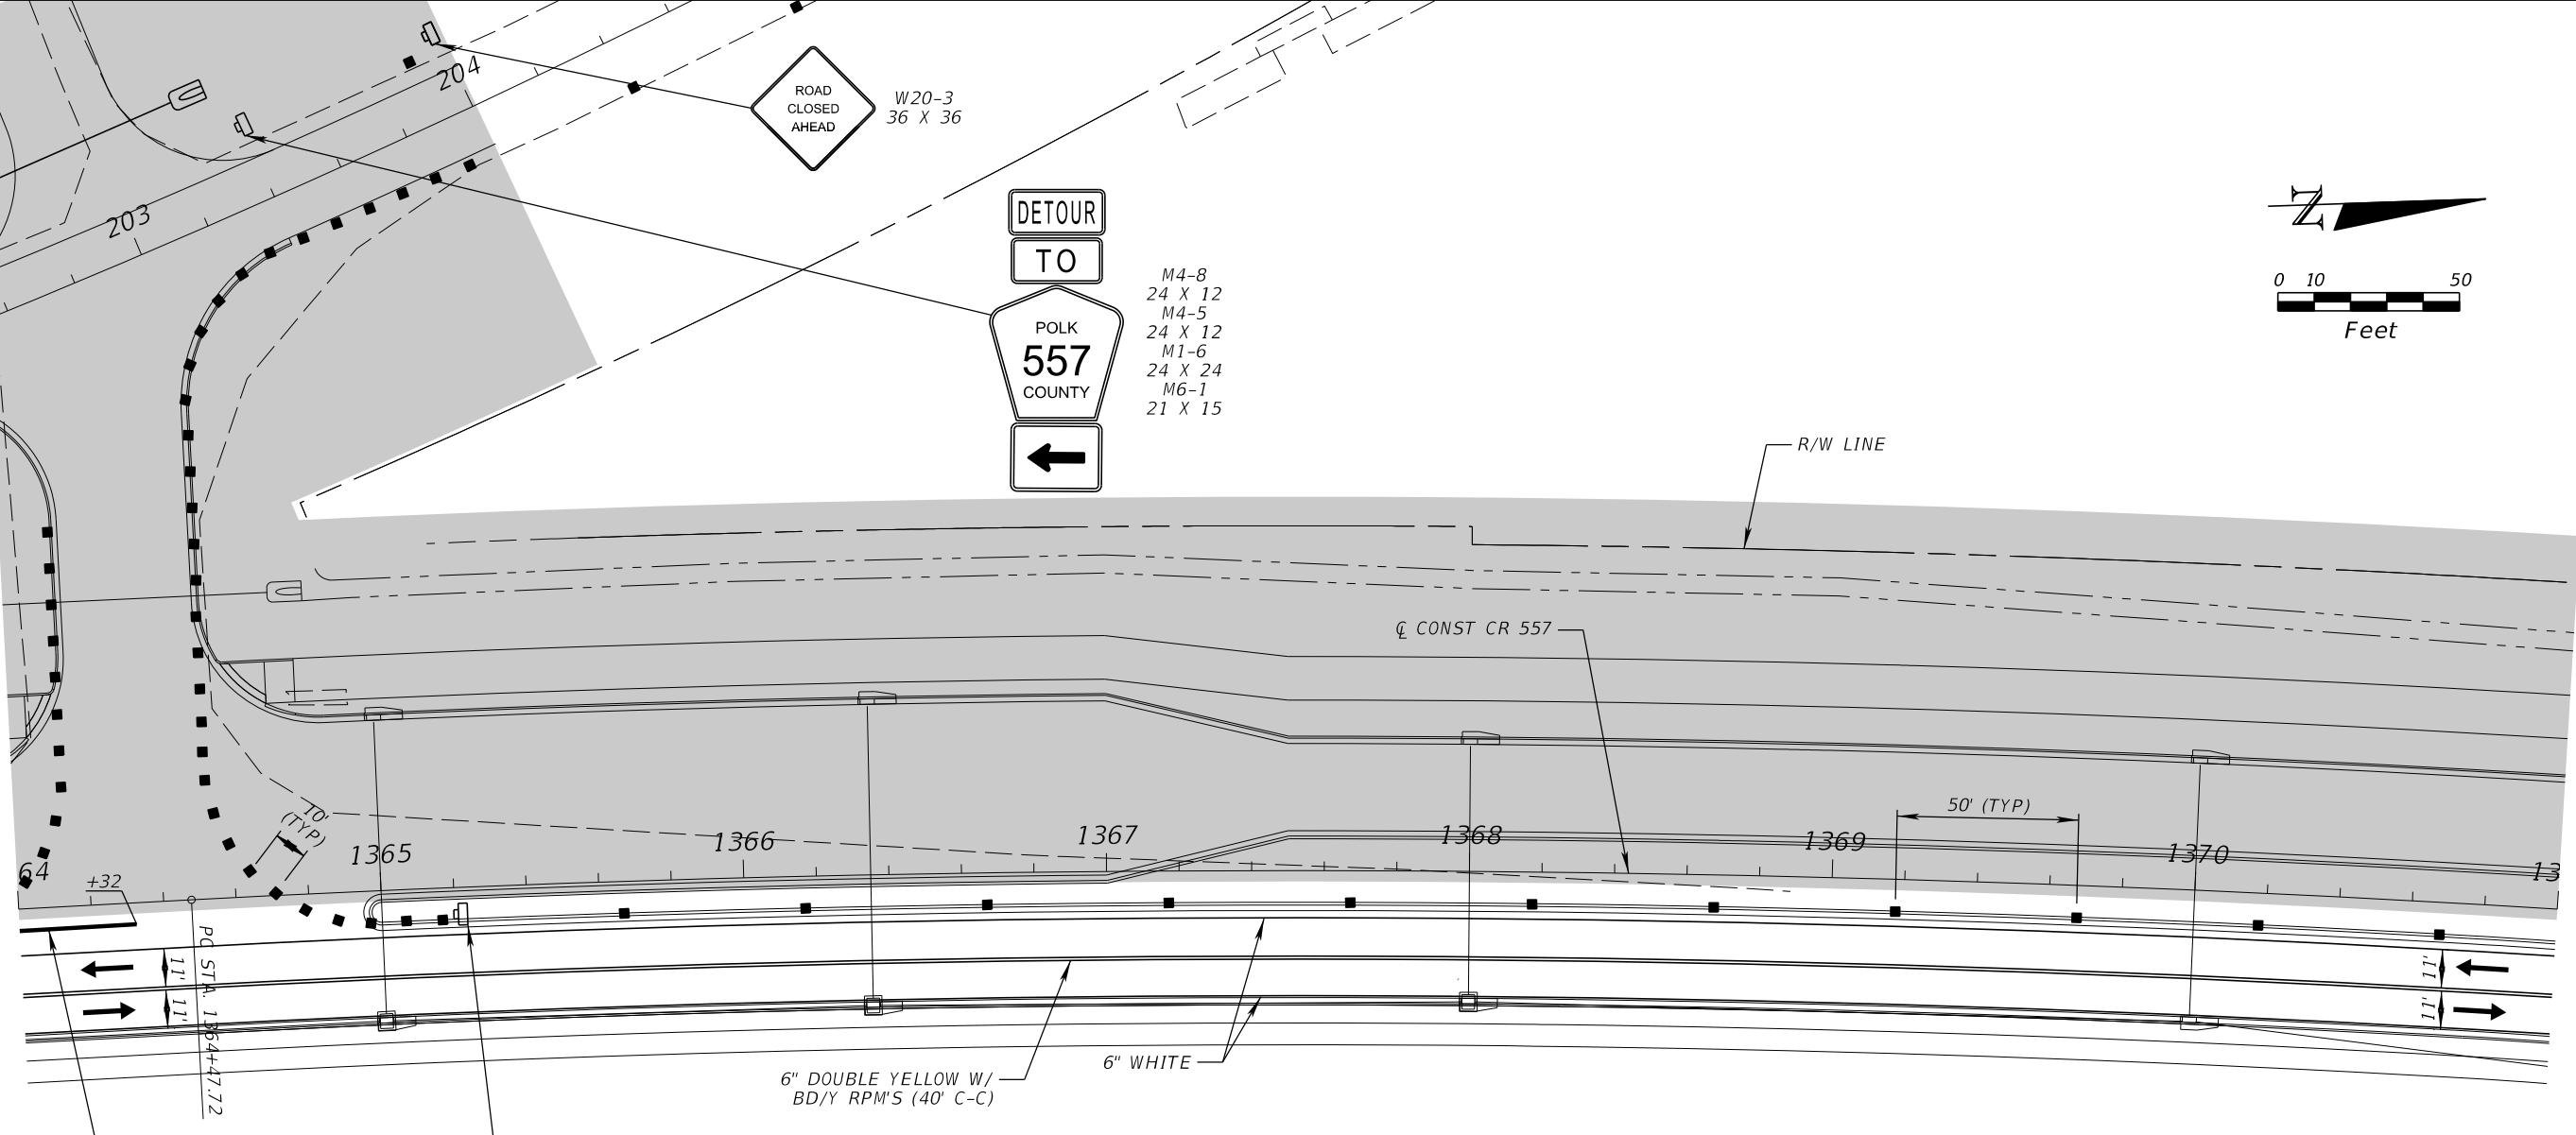 204
203
ROAD
CLOSED
AHEAD
W20-3
36 X 36
DETOUR
TO
POLK
557
COUNTY
M4-8
24 X 12
M4-5
24 X 12
M1-6
24 X 24
M6-1
21 X 15
N
0 10 50
Feet
R/W LINE
℄ CONST CR 557
50' (TYP)
10'
(TYP)
64
1365
1366
1367
1368
1369
1370
13
+32
PC STA. 1364+47.72
11'
11'
11'
11'
6" WHITE
6" DOUBLE YELLOW W/
BD/Y RPM'S (40' C-C)